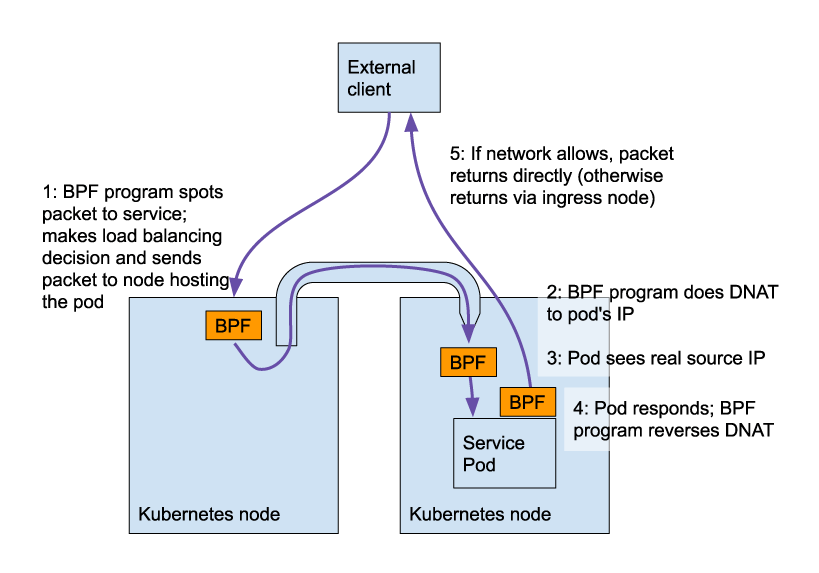 External
client
5: If network allows, packet
returns directly (otherwise
returns via ingress node)
1: BPF program spots
packet to service;
makes load balancing
decision and sends
packet to node hosting
the pod
BPF
2: BPF program does DNAT
to pod's IP
BPF
3: Pod sees real source IP
BPF
4: Pod responds; BPF
program reverses DNAT
Service
Pod
Kubernetes node
Kubernetes node